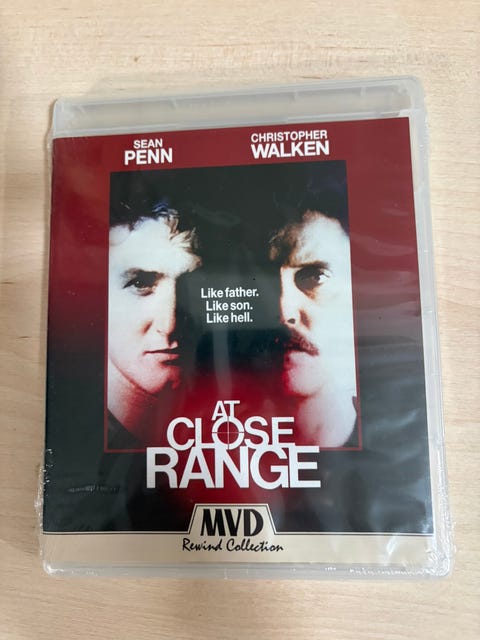 SEAN
PENN
CHRISTOPHER
WALKEN
Like father.
Like son.
Like hell.
AT
CLOSE
RANGE
MVD
Rewind Collection